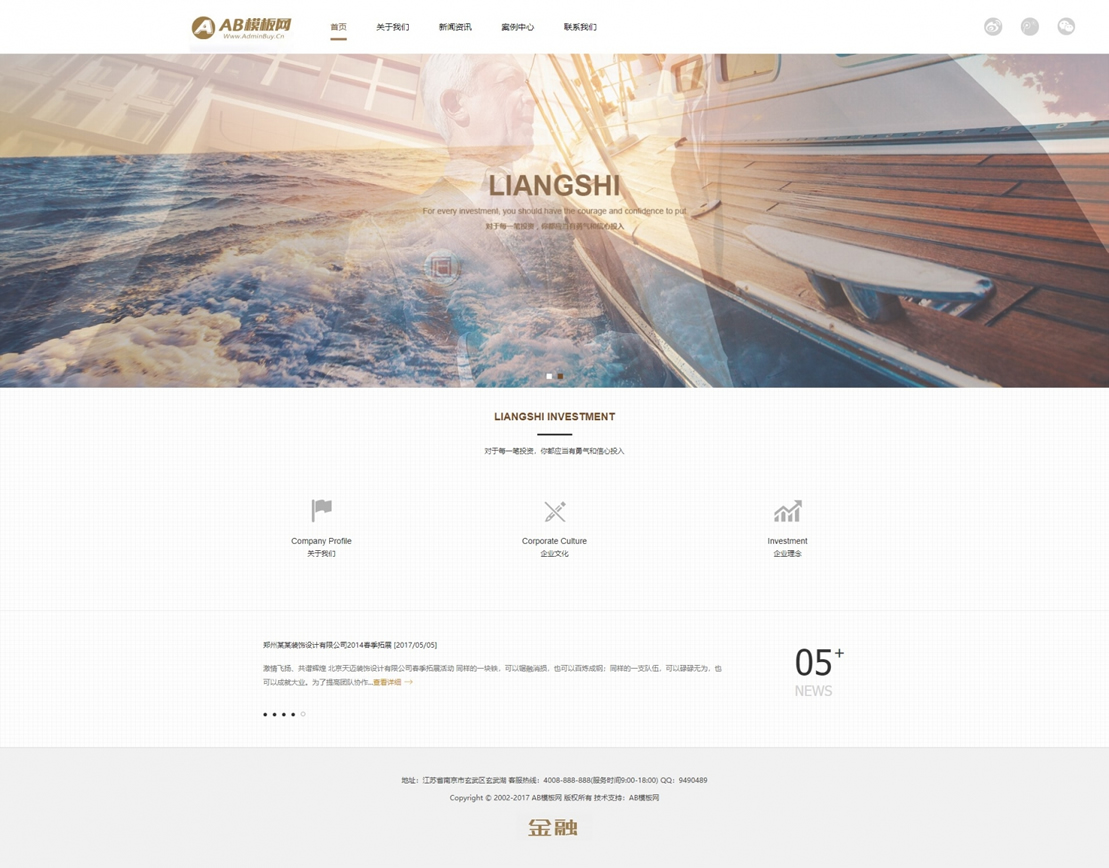 AB模板网
Www.AdminBuy.Cn
首页 关于我们 新闻资讯 案例中心 联系我们
LIANGSHI
For every investment, you should have the courage and confidence to put
对于每一笔投资，你都应当有勇气和信心投入
LIANGSHI INVESTMENT
对于每一笔投资，你都应当有勇气和信心投入
Company Profile Corporate Culture Investment
关于我们 企业文化 企业理念
郑州某某装饰设计有限公司2014春季拓展 [2017/05/05]
激情飞扬、共谱辉煌 北京天迈装饰设计有限公司春季拓展活动 同样的一块铁，可以锯融消损，也可以百炼成钢；同样的一支队伍，可以碌碌无为，也
可以成就大业。为了提高团队协作...查看详细 →
05+
NEWS
地址：江苏省南京市玄武区玄武湖 客服热线：4008-888-888(服务时间9:00-18:00) QQ：9490489
Copyright © 2002-2017 AB模板网 版权所有 技术支持：AB模板网
金融